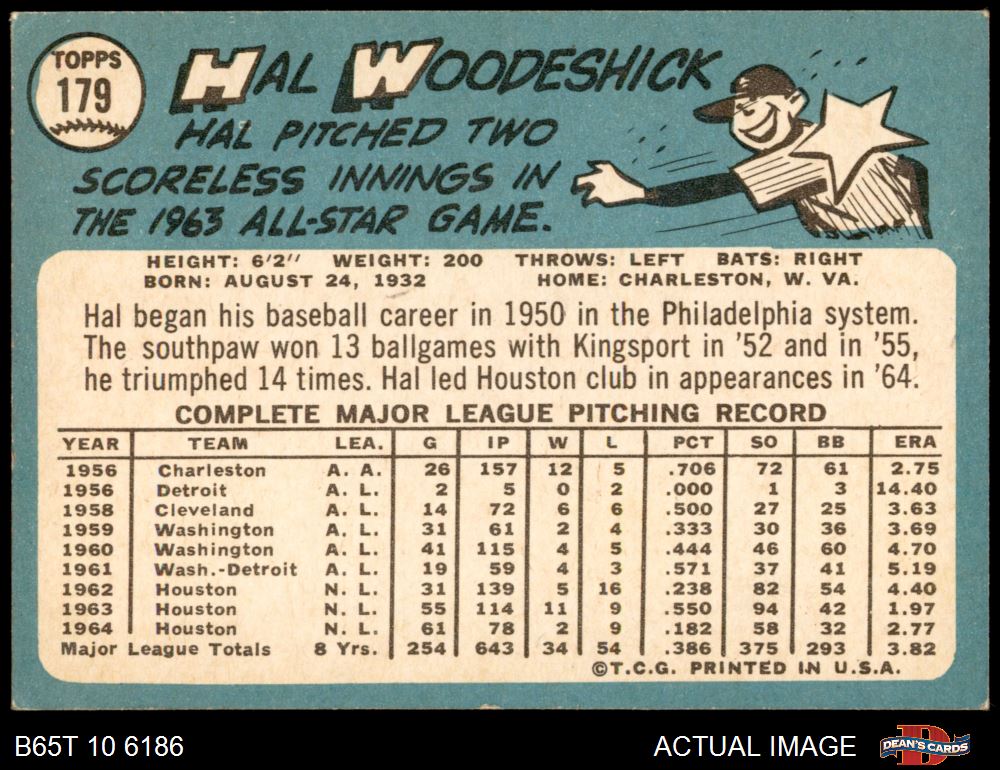 TOPPS
179
HAL WOODESHICK
HAL PITCHED TWO
SCORELESS INNINGS IN
THE 1963 ALL-STAR GAME.
HEIGHT: 6'2" WEIGHT: 200 THROWS: LEFT BATS: RIGHT
BORN: AUGUST 24, 1932 HOME: CHARLESTON, W. VA.
Hal began his baseball career in 1950 in the Philadelphia system.
The southpaw won 13 ballgames with Kingsport in '52 and in '55,
he triumphed 14 times. Hal led Houston club in appearances in '64.
COMPLETE MAJOR LEAGUE PITCHING RECORD
YEAR TEAM LEA. G IP W L PCT SO BB ERA
1956 Charleston A. A. 26 157 12 5 .706 72 61 2.75
1956 Detroit A. L. 2 5 0 2 .000 1 3 14.40
1958 Cleveland A. L. 14 72 6 6 .500 27 25 3.63
1959 Washington A. L. 31 61 2 4 .333 30 36 3.69
1960 Washington A. L. 41 115 4 5 .444 46 60 4.70
1961 Wash.-Detroit A. L. 19 59 4 3 .571 37 41 5.19
1962 Houston N. L. 31 139 5 16 .238 82 54 4.40
1963 Houston N. L. 55 114 11 9 .550 94 42 1.97
1964 Houston N. L. 61 78 2 9 .182 58 32 2.77
Major League Totals 8 Yrs. 254 643 34 54 .386 375 293 3.82
©T.C.G. PRINTED IN U.S.A.
B65T 10 6186 ACTUAL IMAGE D DEAN'S CARDS